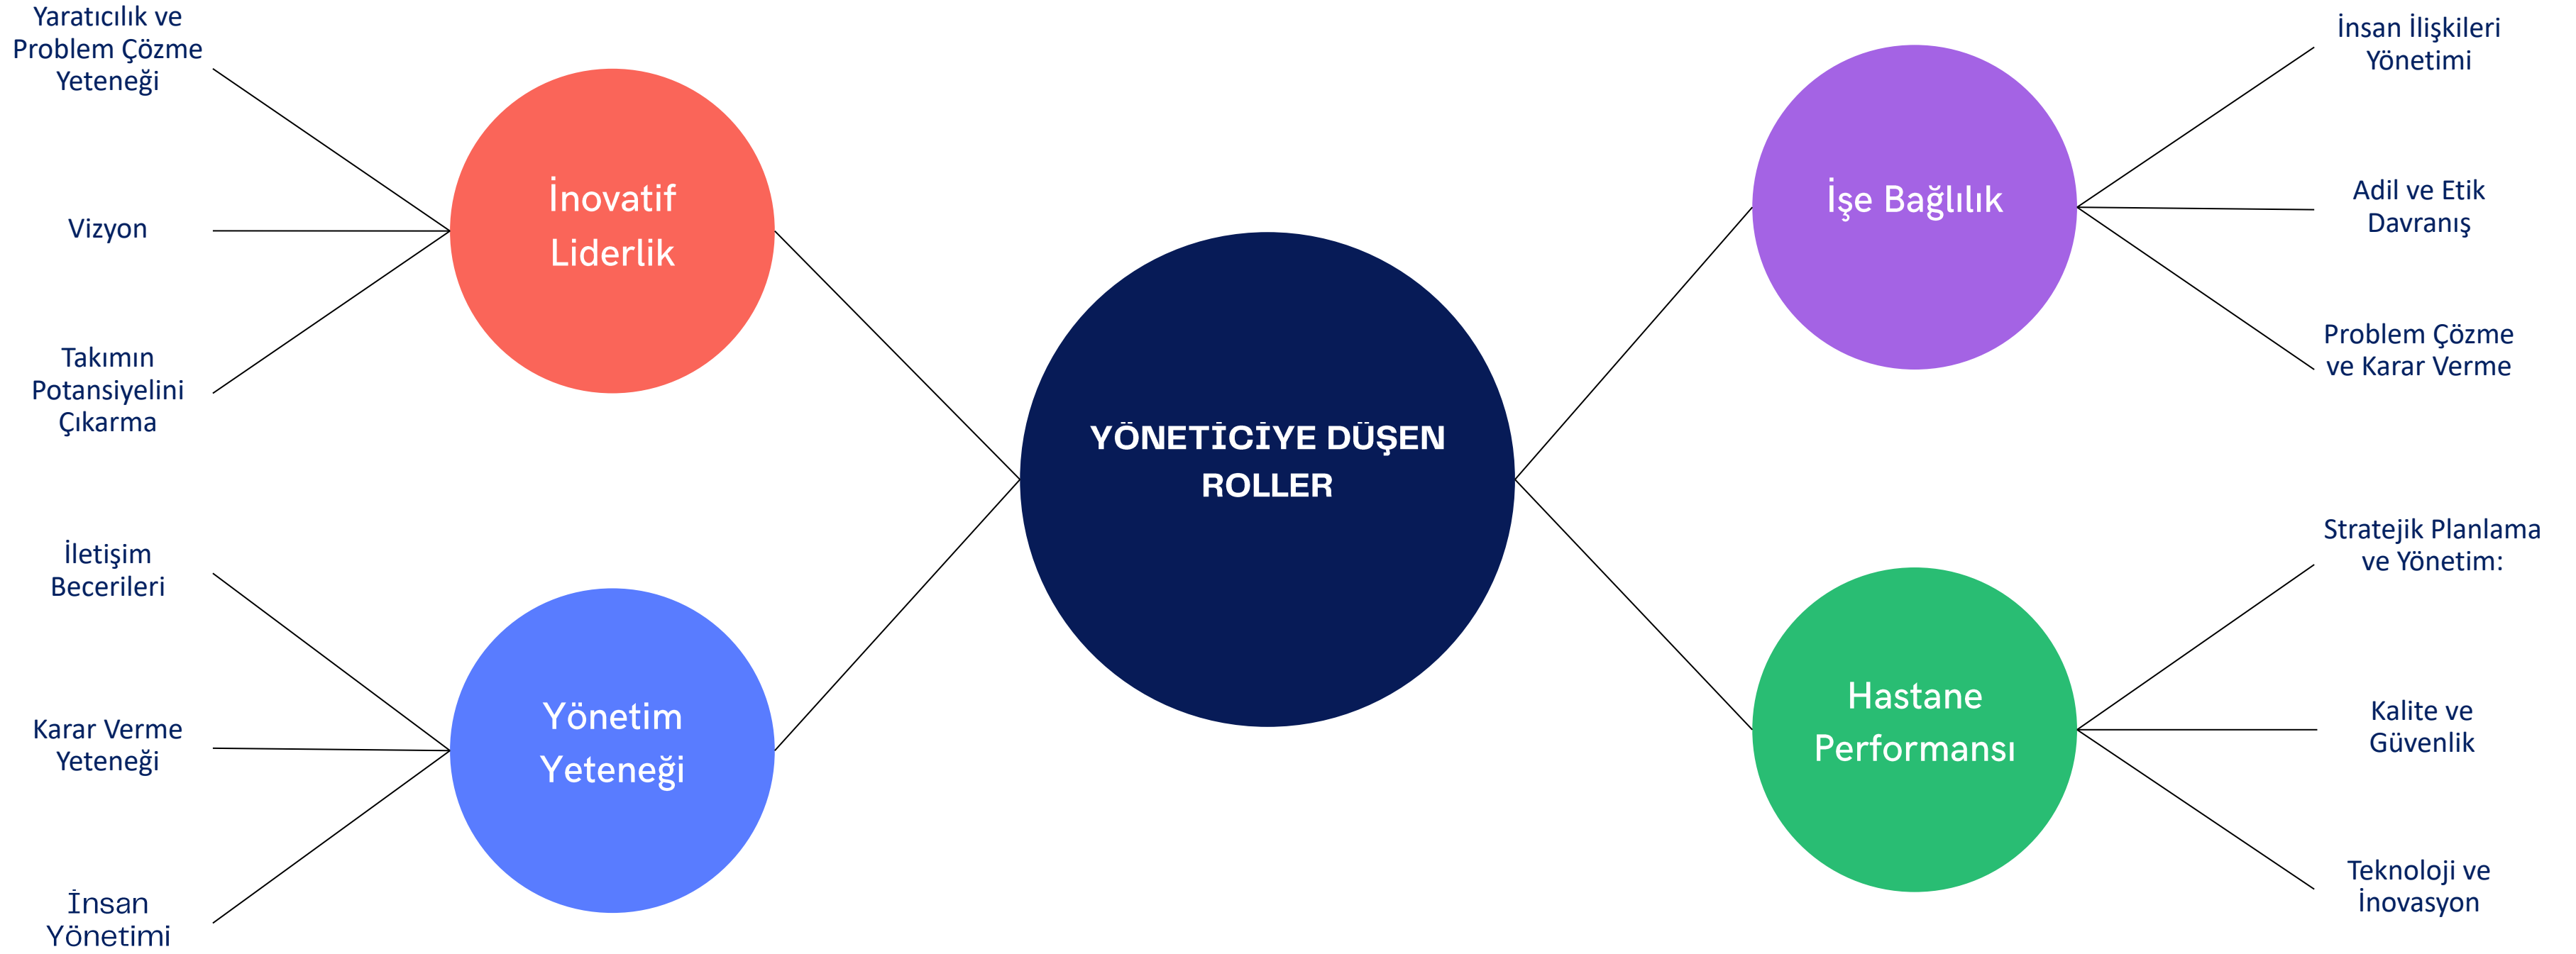 Yaratıcılık ve
Problem Çözme
Yeteneği
Vizyon
Takımın
Potansiyelini
Çıkarma
İnovatif
Liderlik
İletişim
Becerileri
Karar Verme
Yeteneği
İnsan
Yönetimi
Yönetim
Yeteneği
YÖNETİCİYE DÜŞEN
ROLLER
İşe Bağlılık
İnsan İlişkileri
Yönetimi
Adil ve Etik
Davranış
Problem Çözme
ve Karar Verme
Hastane
Performansı
Stratejik Planlama
ve Yönetim:
Kalite ve
Güvenlik
Teknoloji ve
İnovasyon